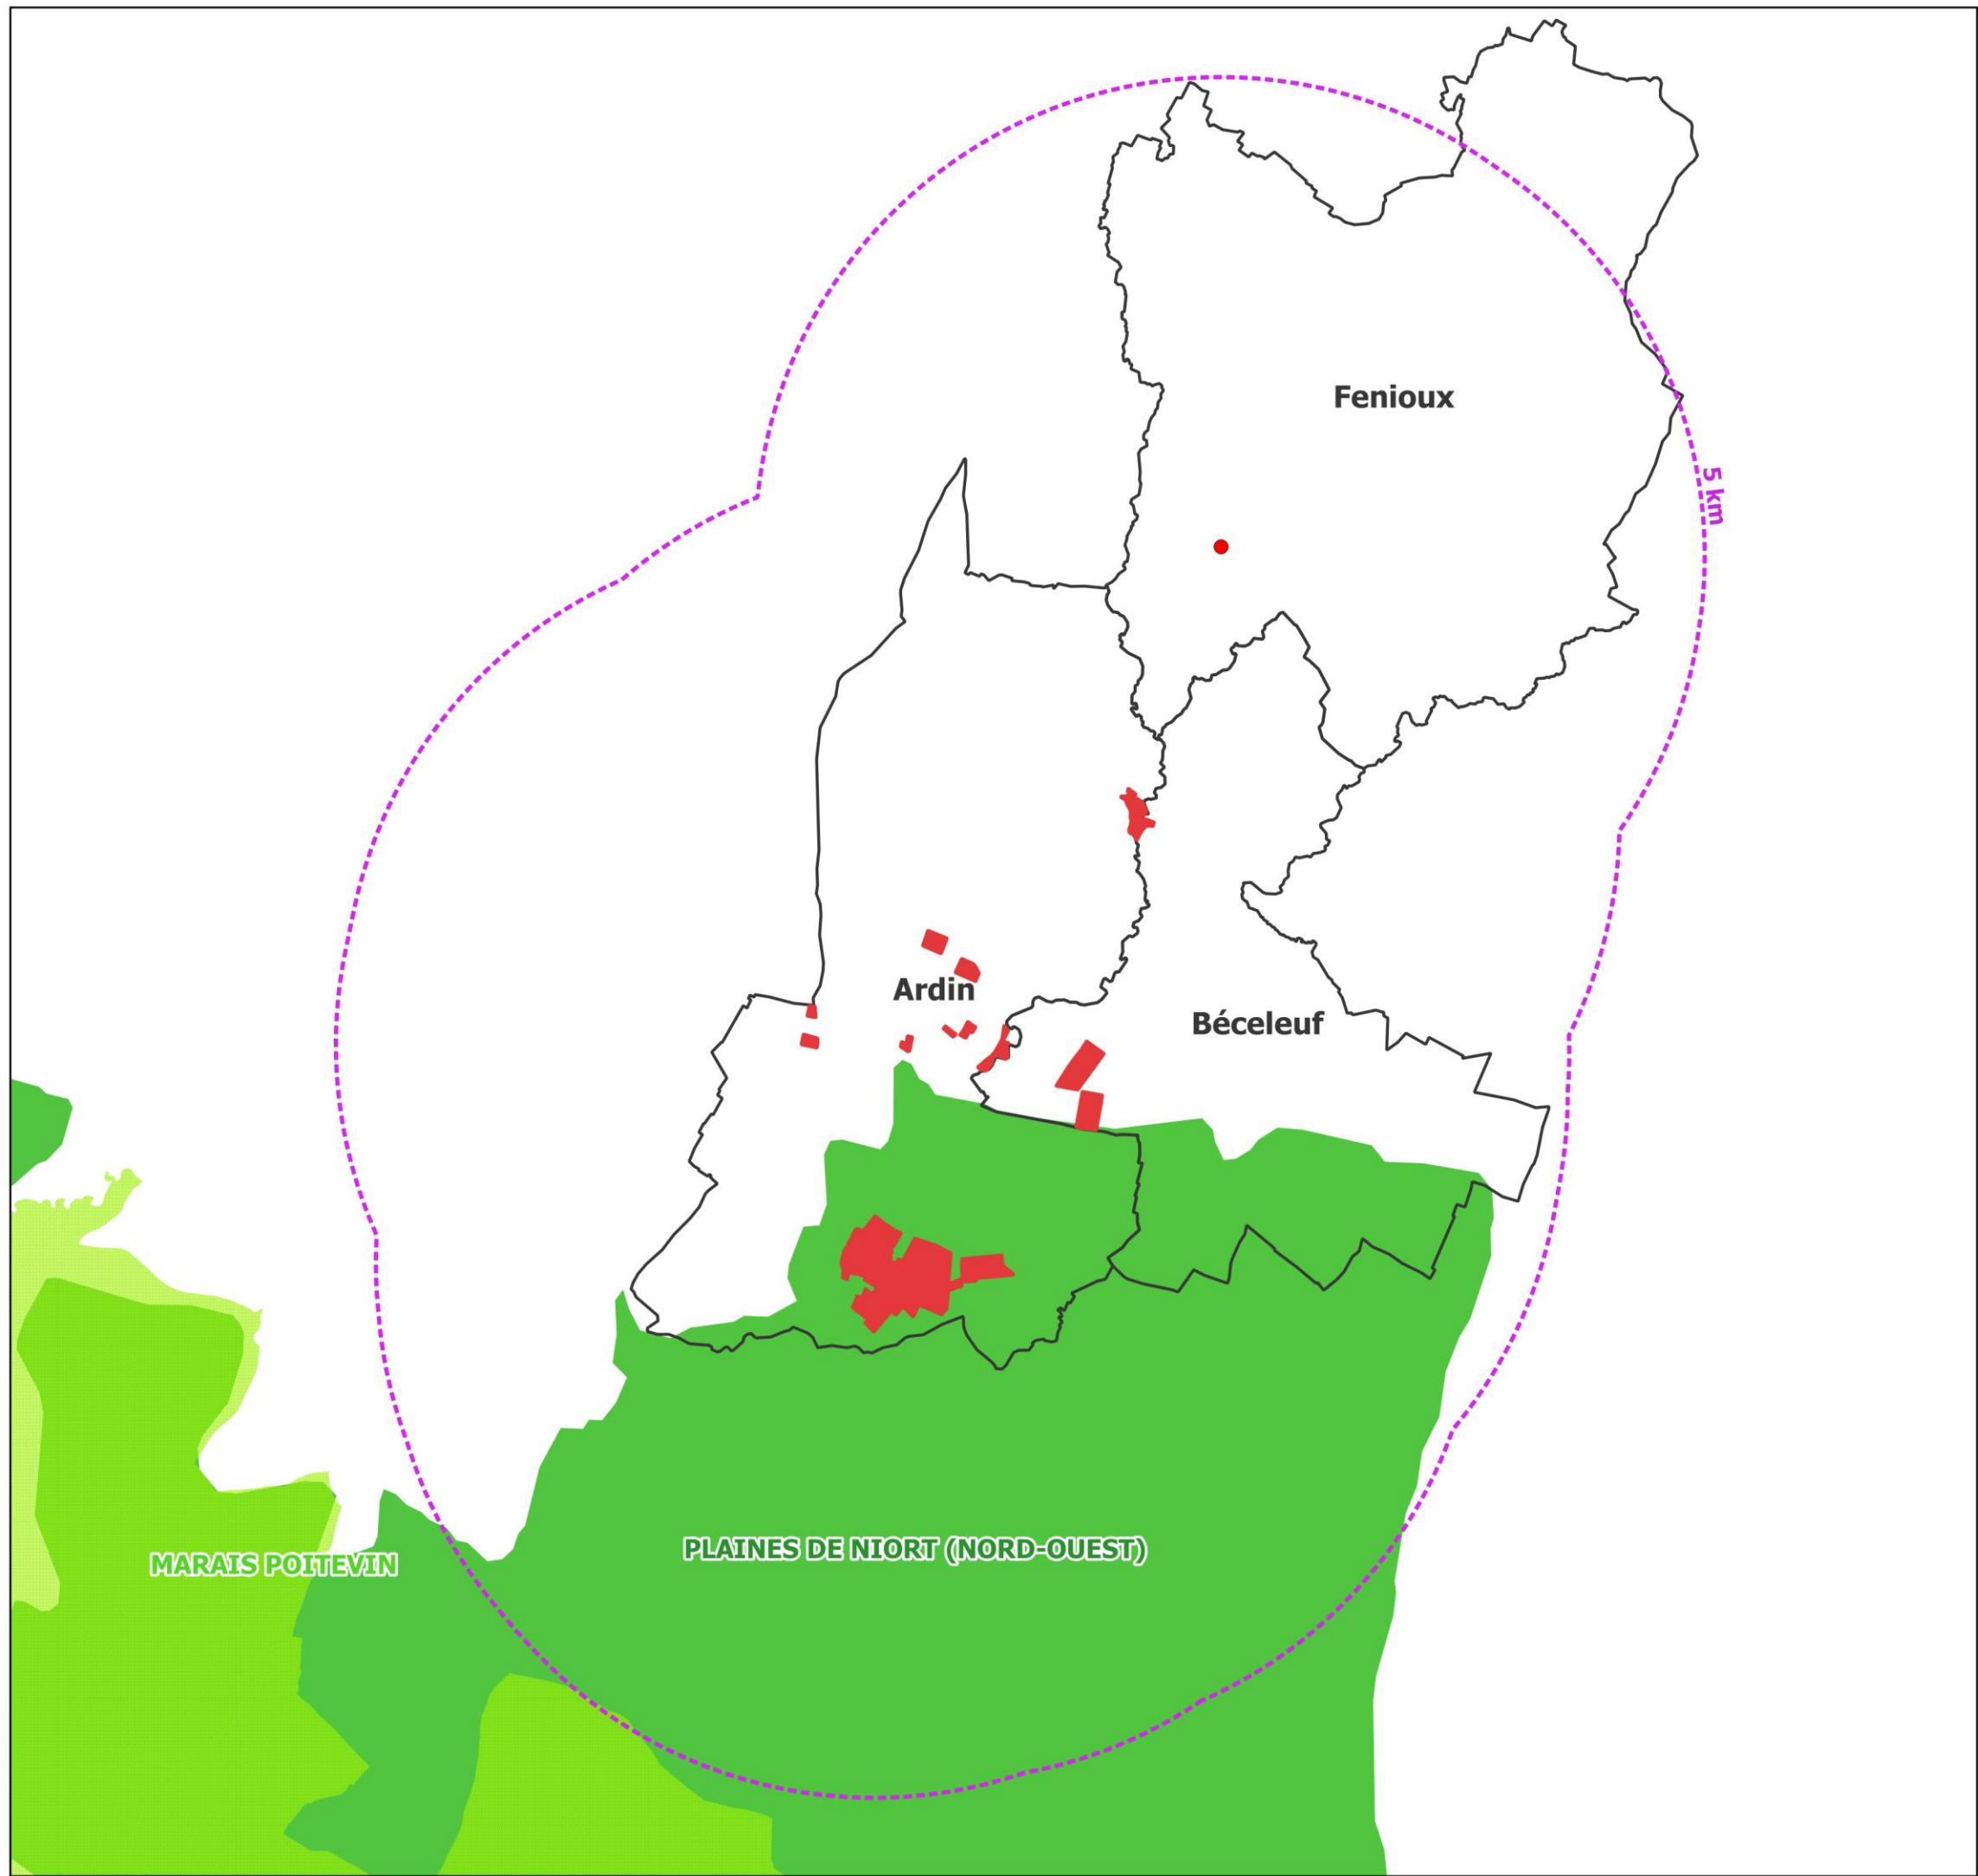 Fenioux
5 km
Ardin
Béceleuf
PLAINES DE NIORT (NORD-OUEST)
MARAIS POITEVIN